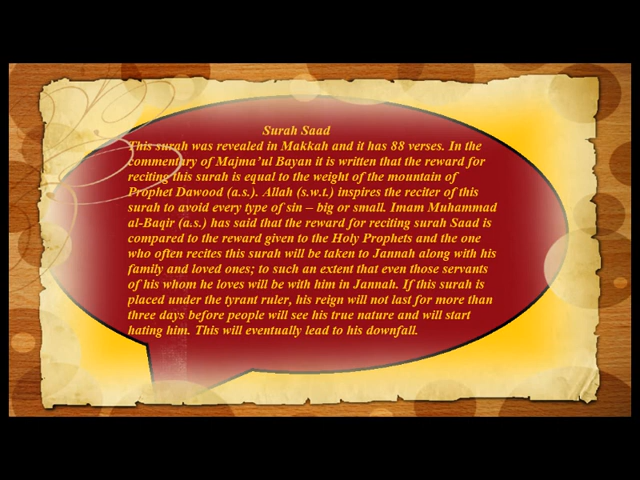 Surah Saad
This surah was revealed in Makkah and it has 88 verses. In the
commentary of Majma'ul Bayan it is written that the reward for
reciting this surah is equal to the weight of the mountain of
Prophet Dawood (a.s.). Allah (s.w.t.) inspires the reciter of this
surah to avoid every type of sin – big or small. Imam Muhammad
al-Baqir (a.s.) has said that the reward for reciting surah Saad is
compared to the reward given to the Holy Prophets and the one
who often recites this surah will be taken to Jannah along with his
family and loved ones; to such an extent that even those servants
of his whom he loves will be with him in Jannah. If this surah is
placed under the tyrant ruler, his reign will not last for more than
three days before people will see his true nature and will start
hating him. This will eventually lead to his downfall.